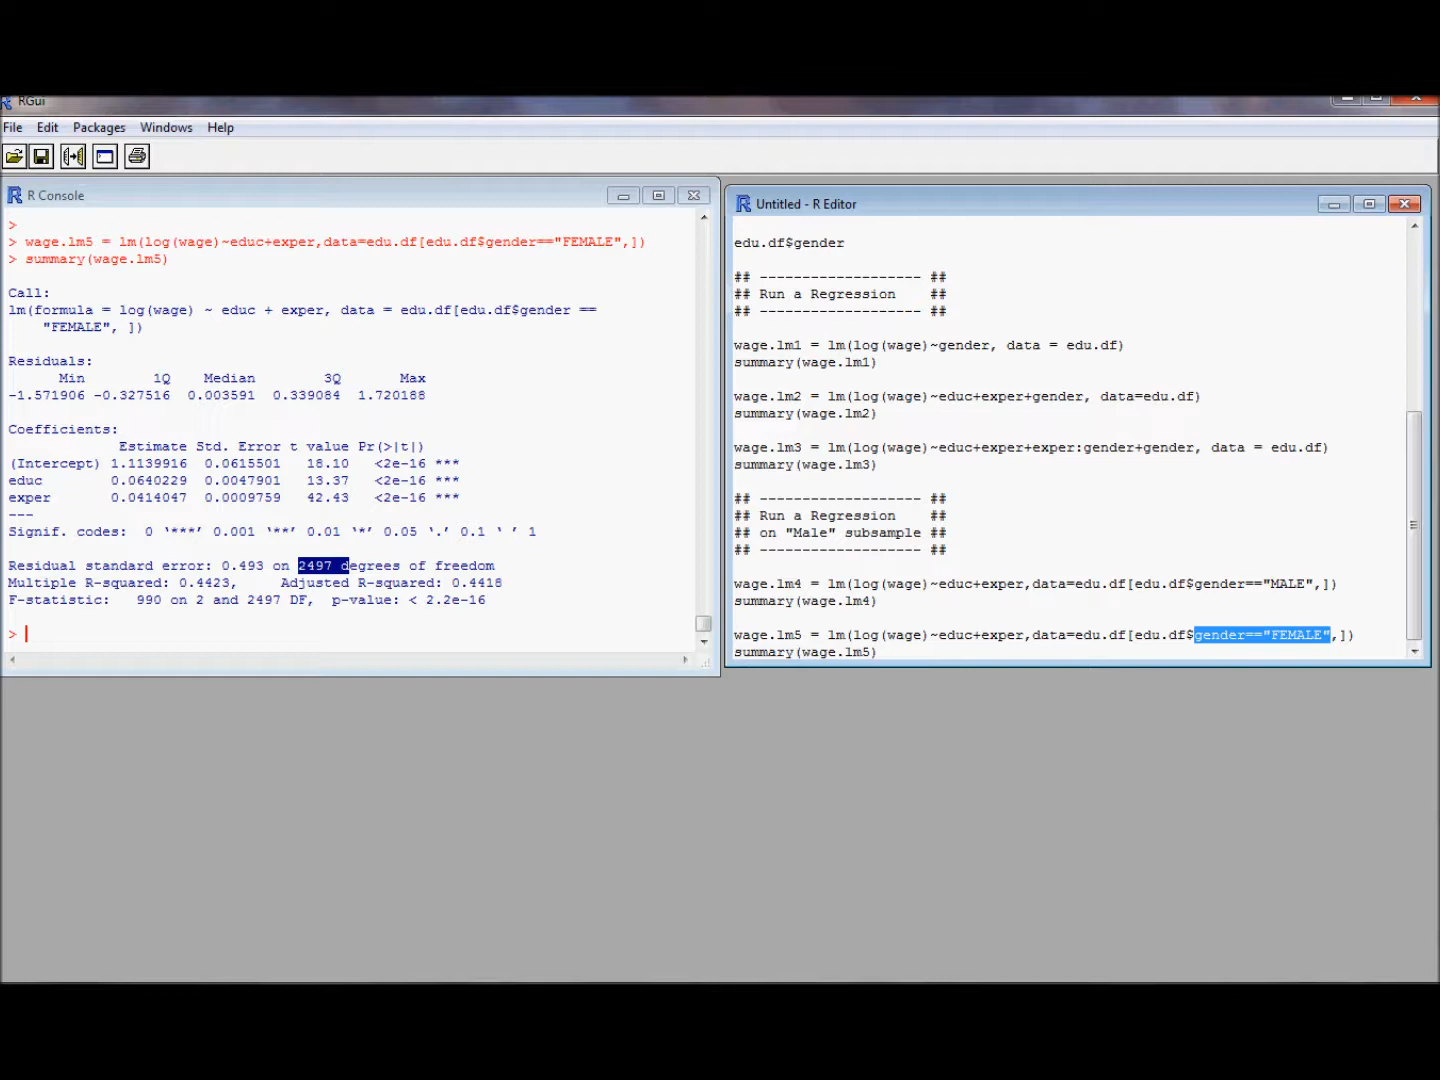 RGui
File Edit Packages Windows Help
R Console
>
> wage.lm5 = lm(log(wage)~educ+exper,data=edu.df[edu.df$gender=="FEMALE",])
> summary(wage.lm5)
Call:
lm(formula = log(wage) ~ educ + exper, data = edu.df[edu.df$gender ==
"FEMALE", ])
Residuals:
Min 1Q Median 3Q Max
-1.571906 -0.327516 0.003591 0.339084 1.720188
Coefficients:
Estimate Std. Error t value Pr(>|t|)
(Intercept) 1.1139916 0.0615501 18.10 <2e-16 ***
educ 0.0640229 0.0047901 13.37 <2e-16 ***
exper 0.0414047 0.0009759 42.43 <2e-16 ***
---
Signif. codes: 0 ‘***’ 0.001 ‘**’ 0.01 ‘*’ 0.05 ‘.’ 0.1 ‘ ’ 1
Residual standard error: 0.493 on 2497 degrees of freedom
Multiple R-squared: 0.4423, Adjusted R-squared: 0.4418
F-statistic: 990 on 2 and 2497 DF, p-value: < 2.2e-16
>
Untitled - R Editor
edu.df$gender
## ------------------- ##
## Run a Regression ##
## ------------------- ##
wage.lm1 = lm(log(wage)~gender, data = edu.df)
summary(wage.lm1)
wage.lm2 = lm(log(wage)~educ+exper+gender, data=edu.df)
summary(wage.lm2)
wage.lm3 = lm(log(wage)~educ+exper+exper:gender+gender, data = edu.df)
summary(wage.lm3)
## ------------------- ##
## Run a Regression ##
## on "Male" subsample ##
## ------------------- ##
wage.lm4 = lm(log(wage)~educ+exper,data=edu.df[edu.df$gender=="MALE",])
summary(wage.lm4)
wage.lm5 = lm(log(wage)~educ+exper,data=edu.df[edu.df$gender=="FEMALE",])
summary(wage.lm5)